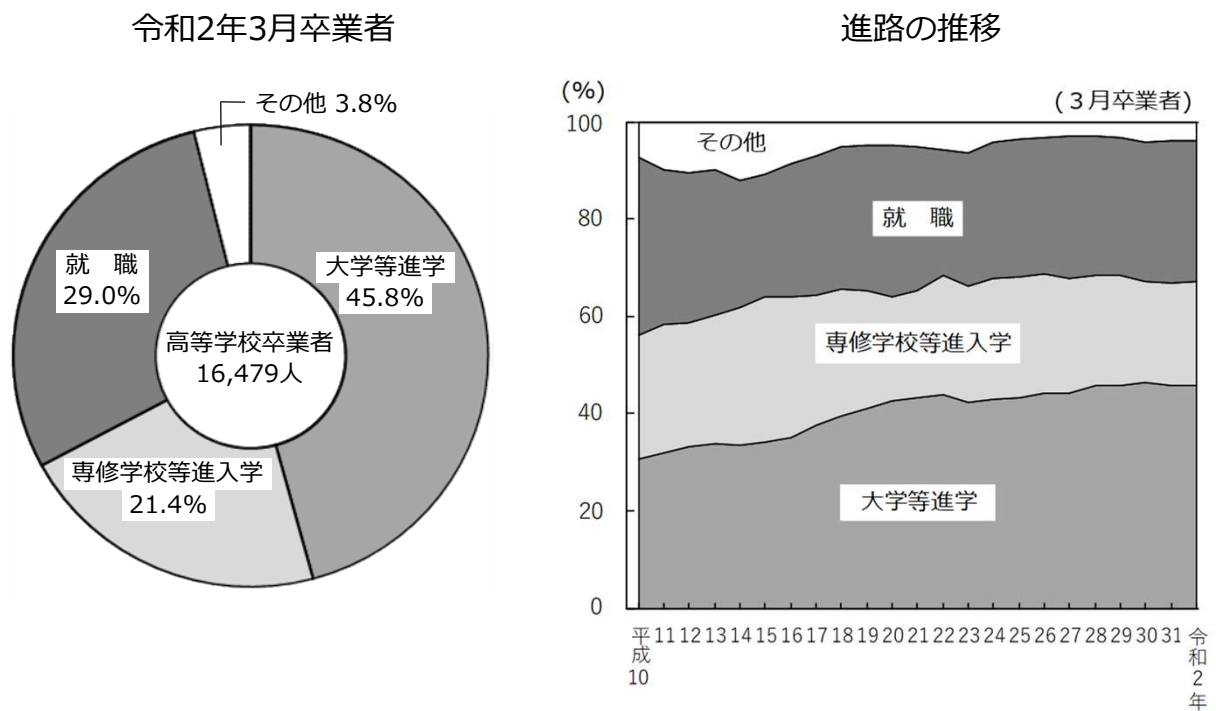 令和2年3月卒業者
その他 3.8%
就　職
29.0%
大学等進学
45.8%
高等学校卒業者
16,479人
専修学校等進入学
21.4%
進路の推移
(%)
(３月卒業者)
100
80
60
40
20
0
その他
就　職
専修学校等進入学
大学等進学
平成10 11 12 13 14 15 16 17 18 19 20 21 22 23 24 25 26 27 28 29 30 31 令和2年